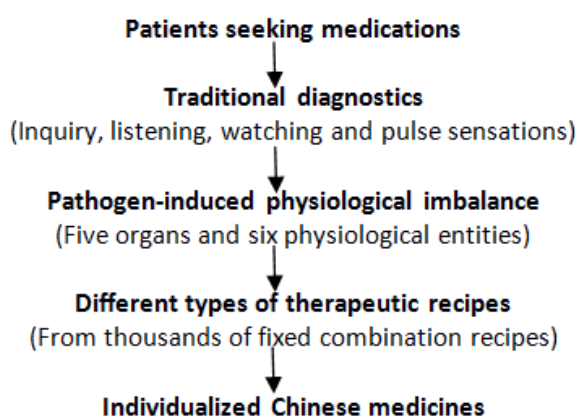 Patients seeking medications
Traditional diagnostics
(Inquiry, listening, watching and pulse sensations)
Pathogen-induced physiological imbalance
(Five organs and six physiological entities)
Different types of therapeutic recipes
(From thousands of fixed combination recipes)
Individualized Chinese medicines